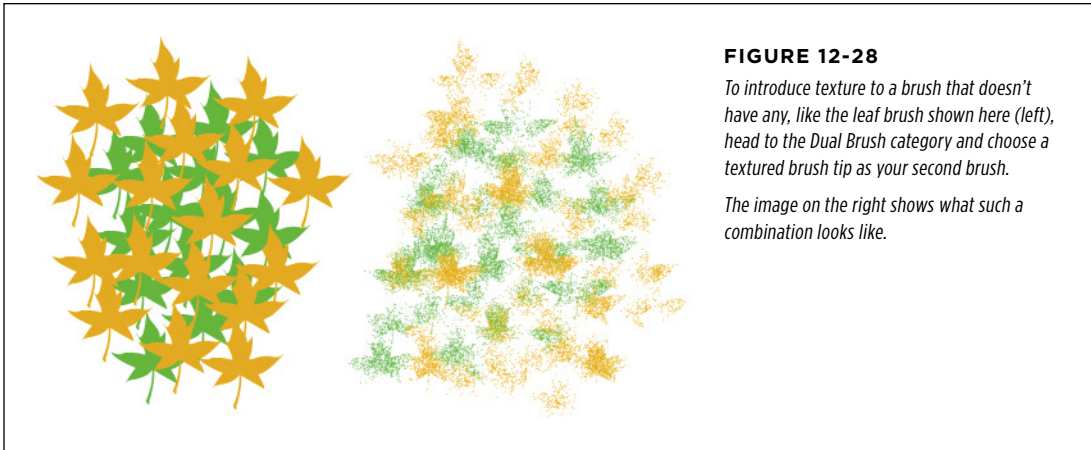 FIGURE 12-28
To introduce texture to a brush that doesn’t
have any, like the leaf brush shown here (left),
head to the Dual Brush category and choose a
textured brush tip as your second brush.
The image on the right shows what such a
combination looks like.